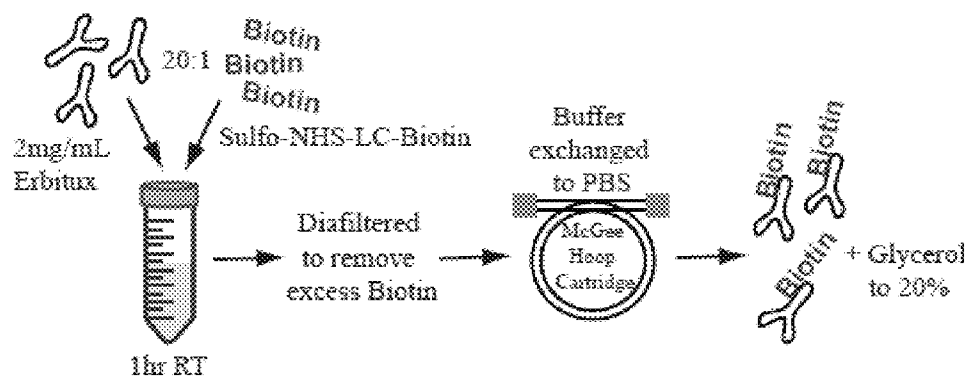 20:1
Biotin
Biotin
Biotin
2mg/mL
Erbitux
Sulfo-NHS-LC-Biotin
1hr RT
Diafiltered
to remove
excess Biotin
Buffer
exchanged
to PBS
McGee
Hoop
Cartridge
Biotin
Biotin
Biotin
+ Glycerol
to 20%